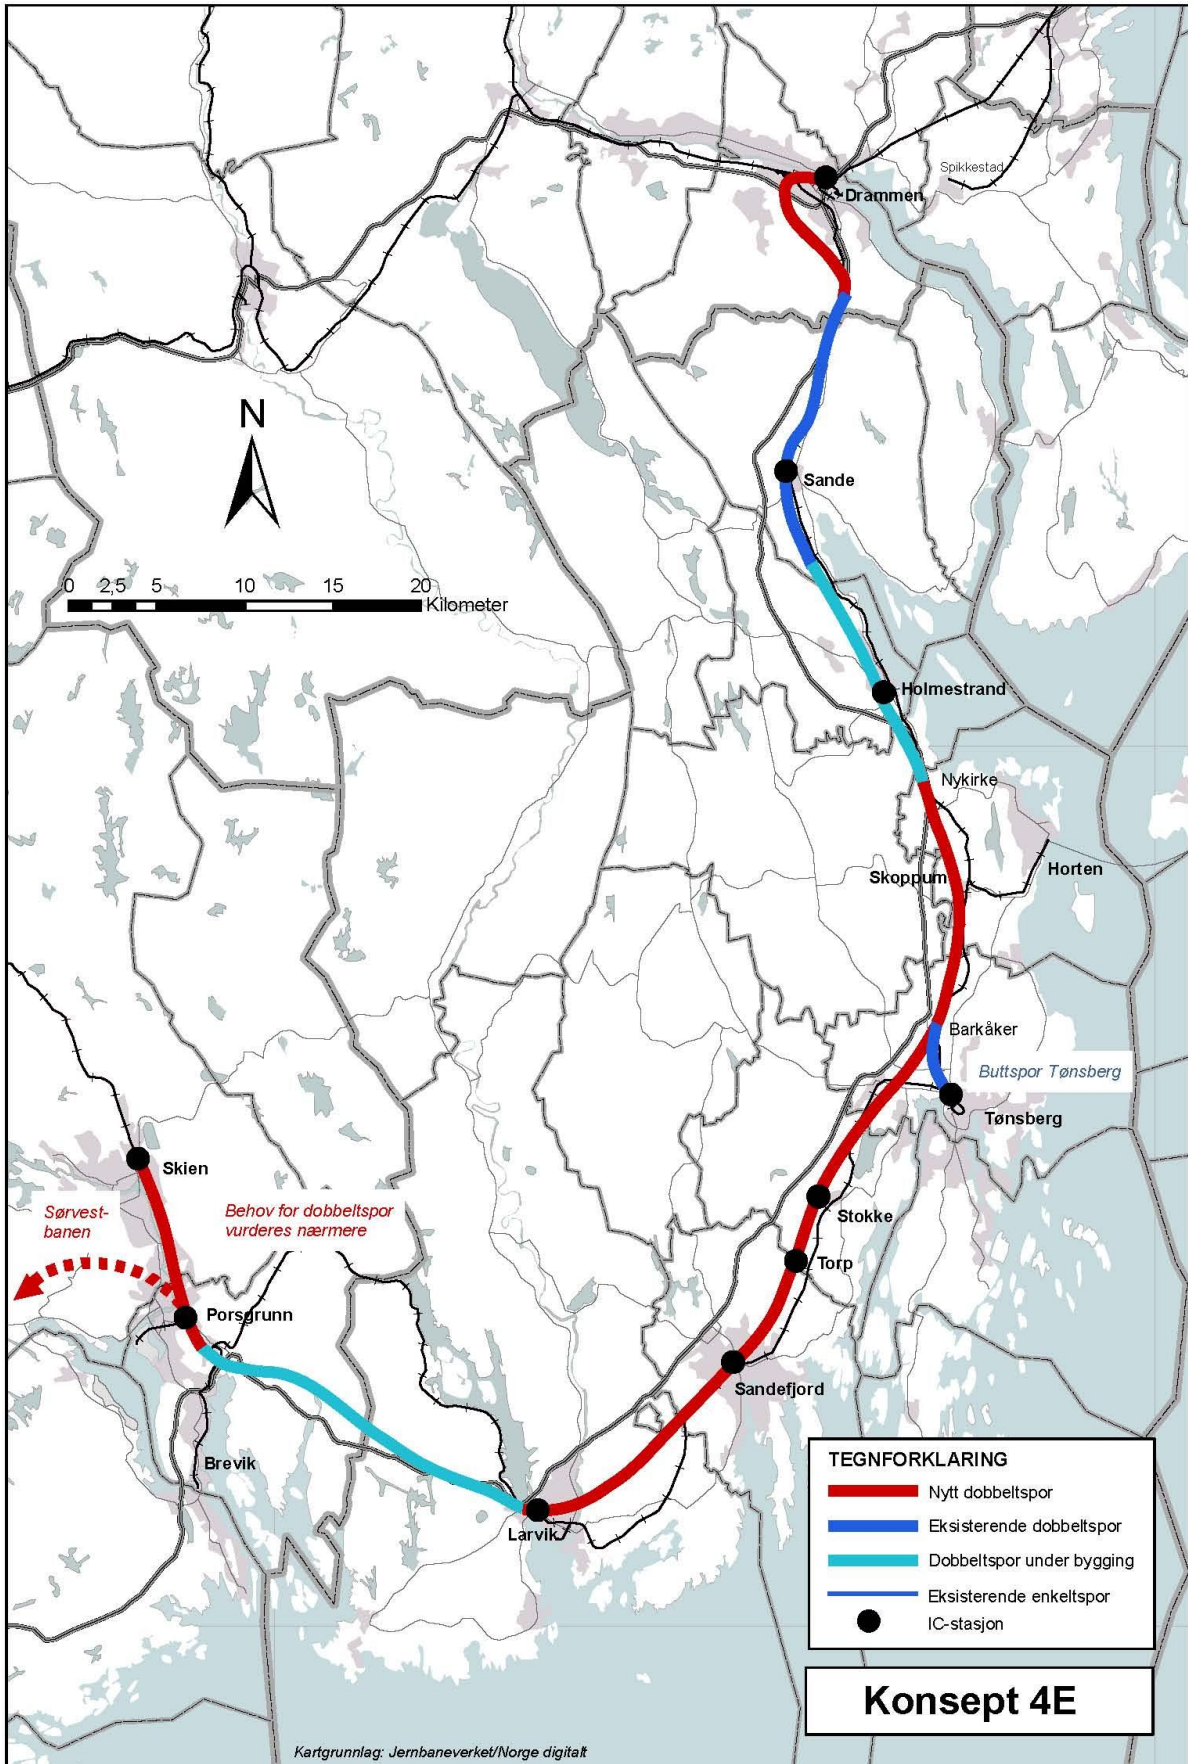 Spikkestad
Drammen
N
Sande
0 2,5 5 10 15 20
Kilometer
Holmestrand
Nykirke
Skoppum
Horten
Barkåker
Buttspor Tønsberg
Tønsberg
Skien
Sørvest-
banen
Behov for dobbeltspor
vurderes nærmere
Stokke
Torp
Porsgrunn
Sandefjord
Brevik
Larvik
TEGNFORKLARING
Nytt dobbeltspor
Eksisterende dobbeltspor
Dobbeltspor under bygging
Eksisterende enkeltspor
IC-stasjon
Konsept 4E
Kartgrunnlag: Jernbaneverket/Norge digitalt